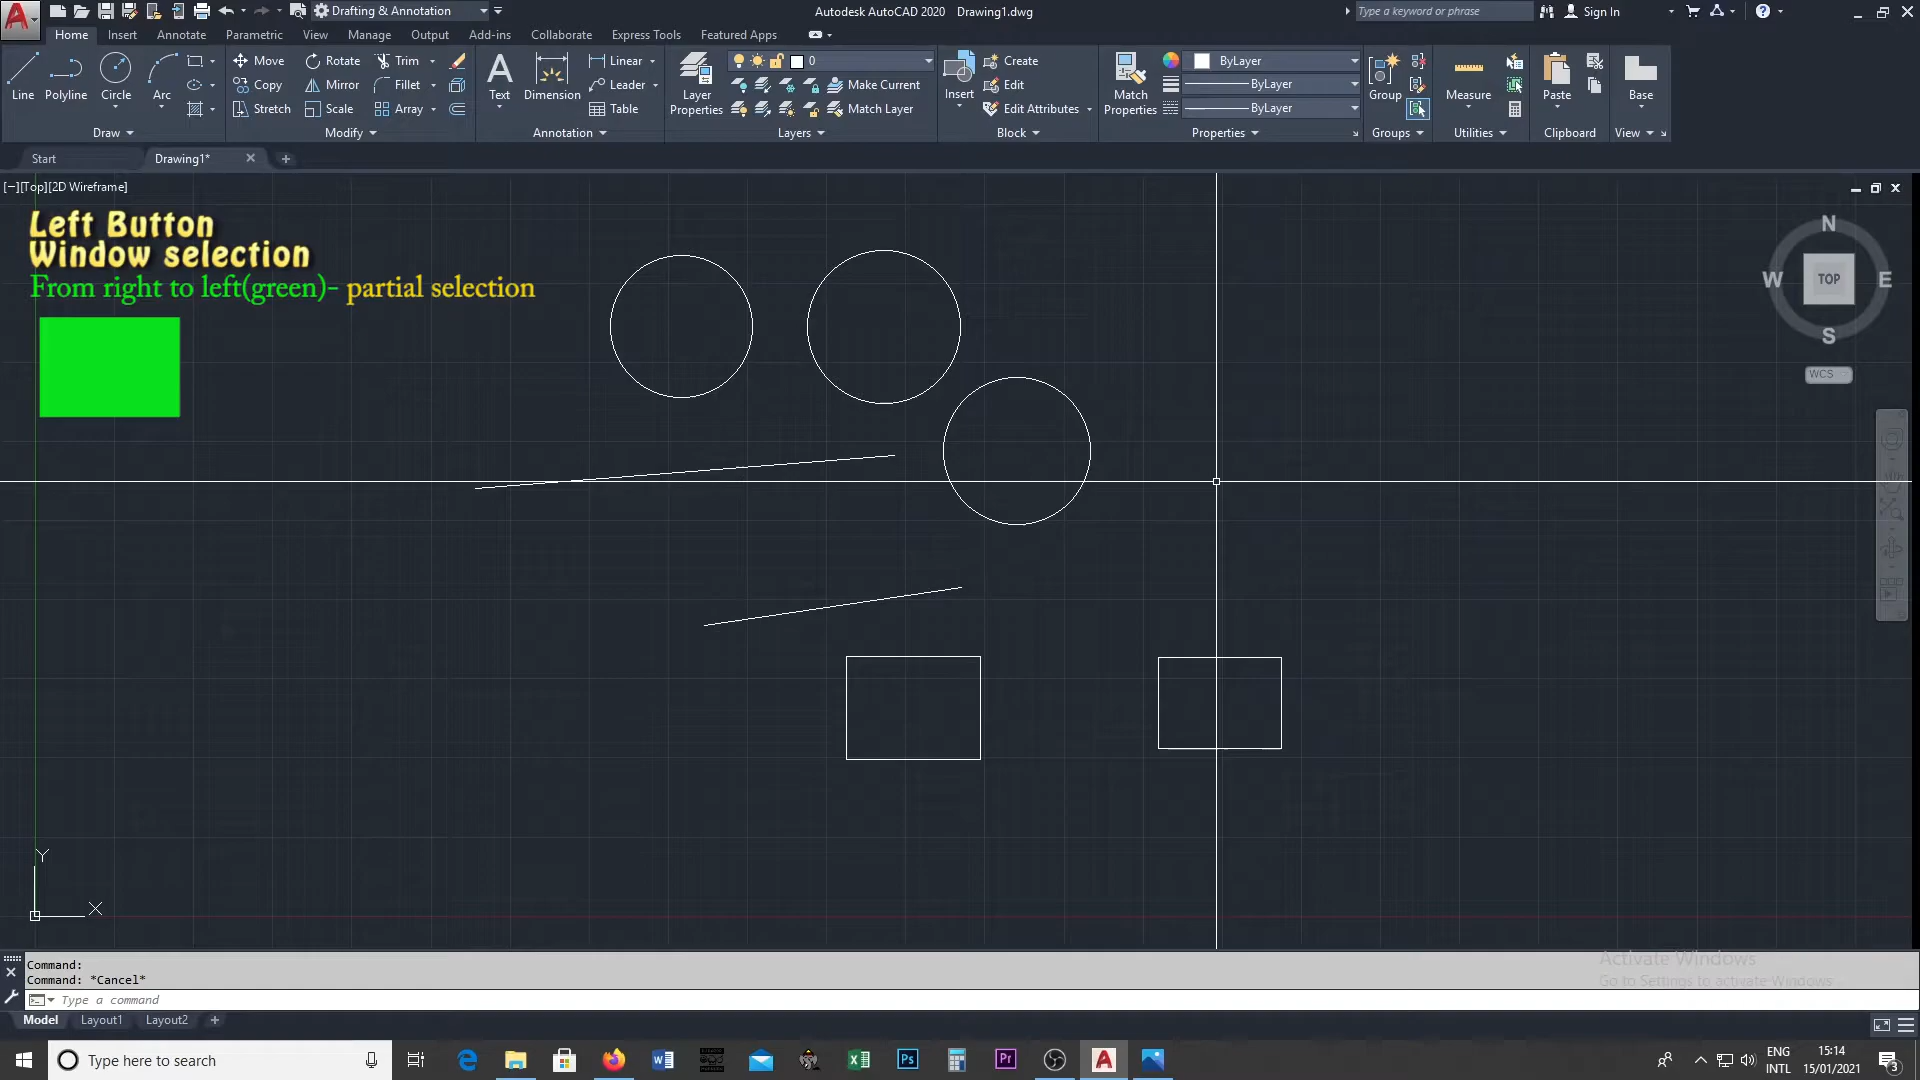 Drafting & Annotation
Autodesk AutoCAD 2020 Drawing1.dwg
Type a keyword or phrase
Sign In
Home Insert Annotate Parametric View Manage Output Add-ins Collaborate Express Tools Featured Apps
Line Polyline Circle Arc
Draw
Move Rotate Trim
Copy Mirror Fillet
Stretch Scale Array
Modify
Text Dimension
Linear
Leader
Table
Annotation
Layer Properties
0
Make Current
Match Layer
Layers
Insert
Create
Edit
Edit Attributes
Block
Match Properties
ByLayer
ByLayer
ByLayer
Properties
Group
Groups
Measure
Utilities
Paste
Clipboard
Base
View
Start Drawing1*
[−][Top][2D Wireframe]
Left Button
Window selection
From right to left(green)- partial selection
N
W TOP E
S
WCS
Y
X
Command:
Command: *Cancel*
Type a command
Activate Windows
Go to Settings to activate Windows
Model Layout1 Layout2
Type here to search
ENG
INTL
15:14
15/01/2021
3